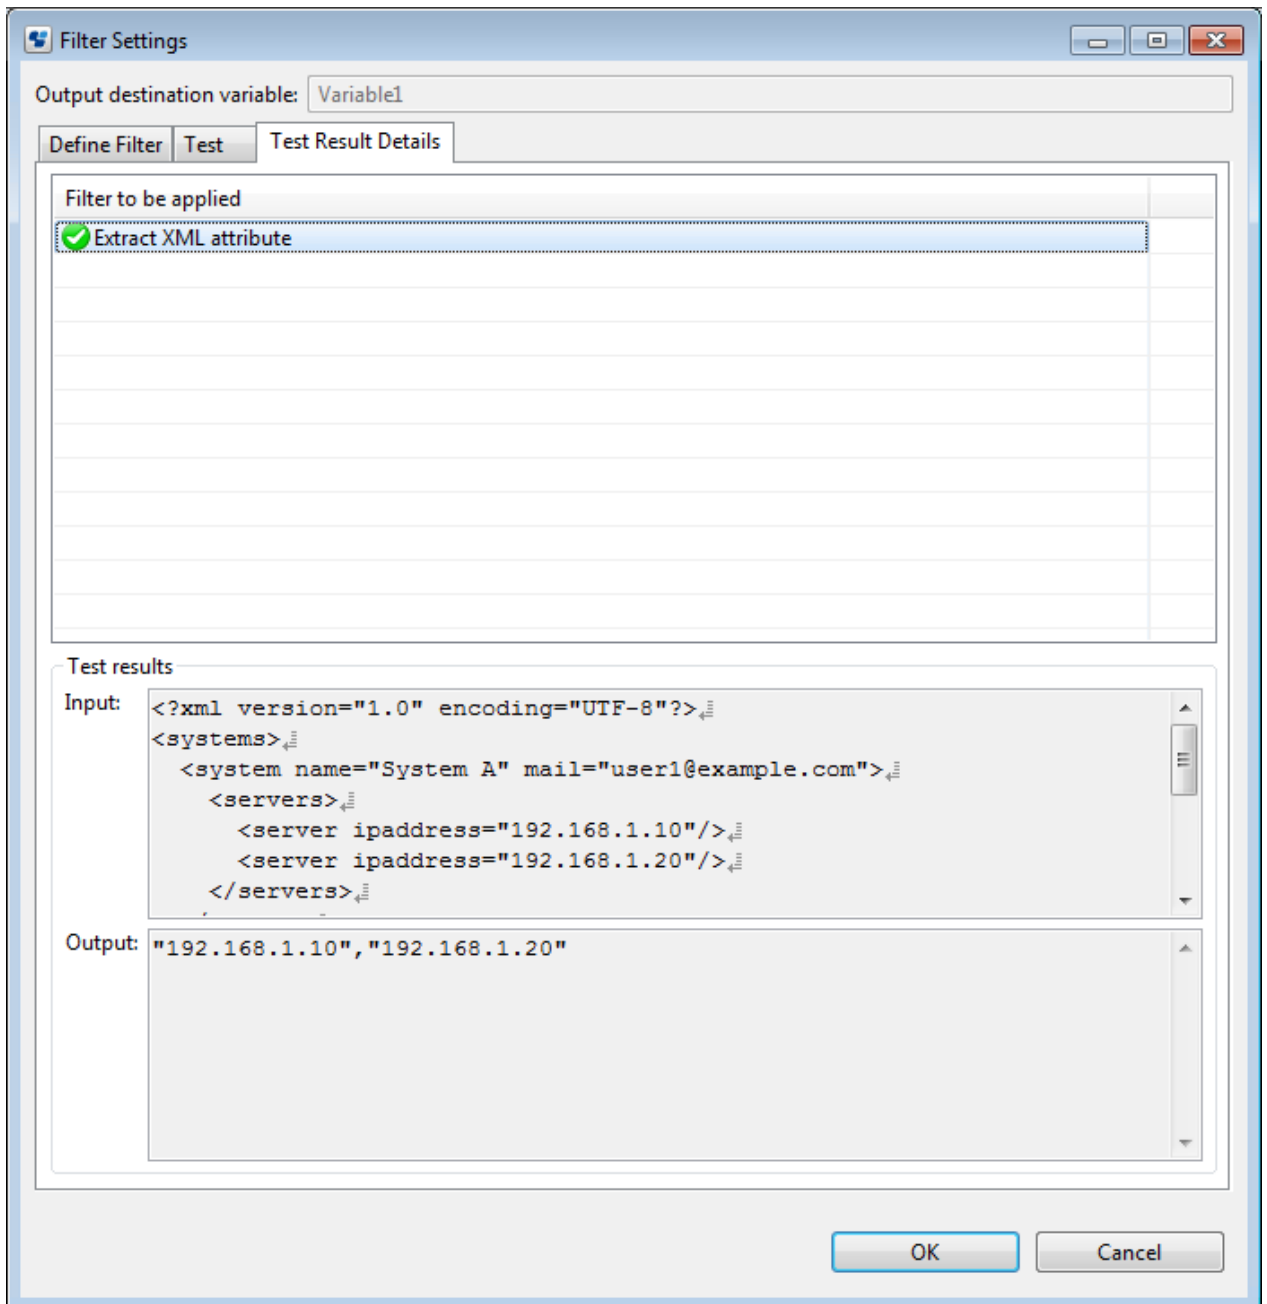 Filter Settings
Output destination variable: Variable1
Define Filter Test Test Result Details
Filter to be applied
Extract XML attribute
Test results
Input: <?xml version="1.0" encoding="UTF-8"?>
<systems>
<system name="System A" mail="user1@example.com">
<servers>
<server ipaddress="192.168.1.10"/>
<server ipaddress="192.168.1.20"/>
</servers>
Output: "192.168.1.10","192.168.1.20"
OK Cancel